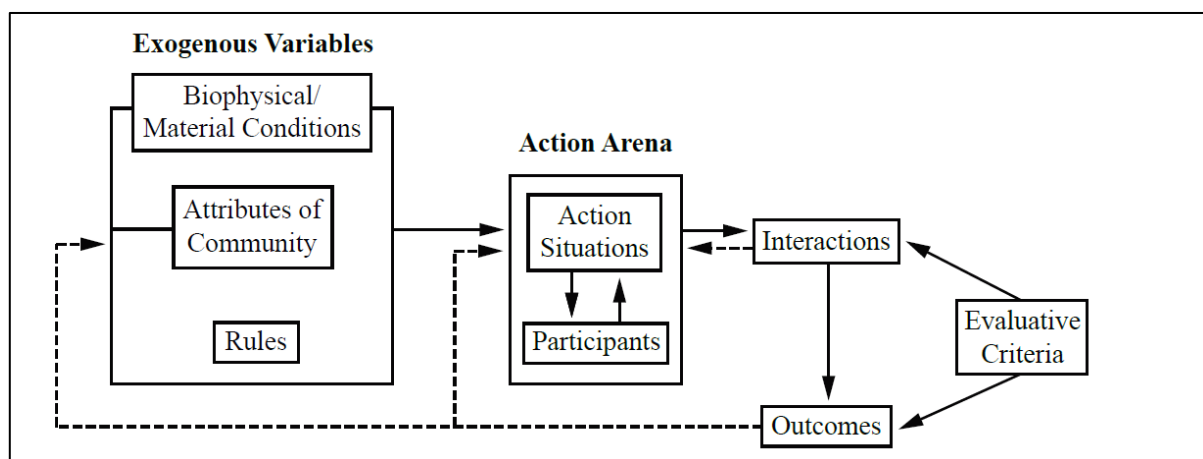 Exogenous Variables
Biophysical/
Material Conditions
Attributes of
Community
Rules
Action Arena
Action
Situations
Participants
Interactions
Outcomes
Evaluative
Criteria